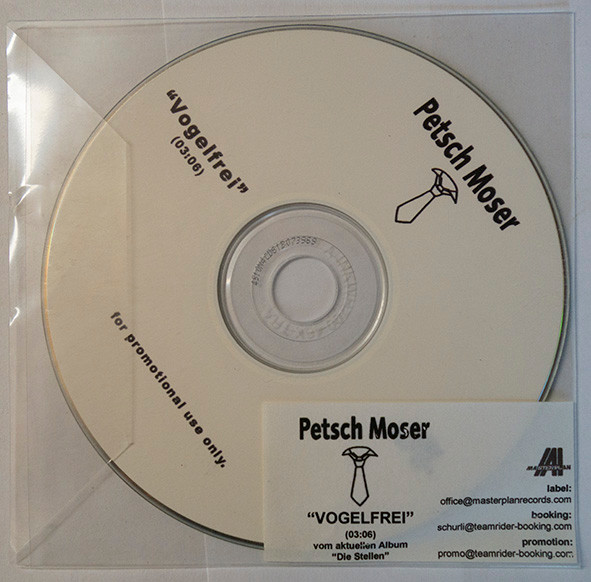 “Vogelfrei”
(03:06)
Petsch Moser
for promotional use only.
Petsch Moser
“VOGELFREI”
(03:06)
vom aktuellen Album
“Die Stellen”
MASTERPLAN
label:
office@masterplanrecords.com
booking:
schurli@teamrider-booking.com
promotion:
promo@teamrider-booking.com